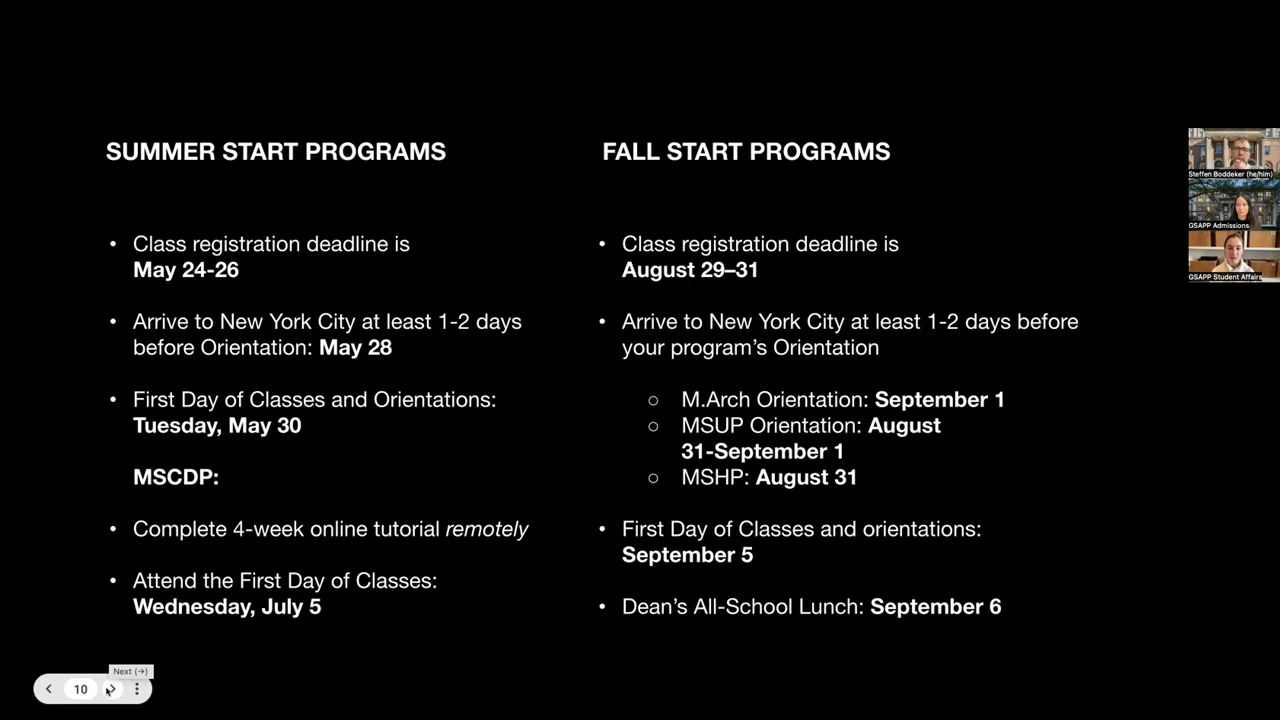 SUMMER START PROGRAMS
• Class registration deadline is
May 24-26
• Arrive to New York City at least 1-2 days
before Orientation: May 28
• First Day of Classes and Orientations:
Tuesday, May 30
MSCDP:
• Complete 4-week online tutorial remotely
• Attend the First Day of Classes:
Wednesday, July 5
FALL START PROGRAMS
• Class registration deadline is
August 29–31
• Arrive to New York City at least 1-2 days before
your program’s Orientation
○ M.Arch Orientation: September 1
○ MSUP Orientation: August
31-September 1
○ MSHP: August 31
• First Day of Classes and orientations:
September 5
• Dean’s All-School Lunch: September 6
Steffen Boddeker (he/him)
GSAPP Admissions
GSAPP Student Affairs
Next (→)
10